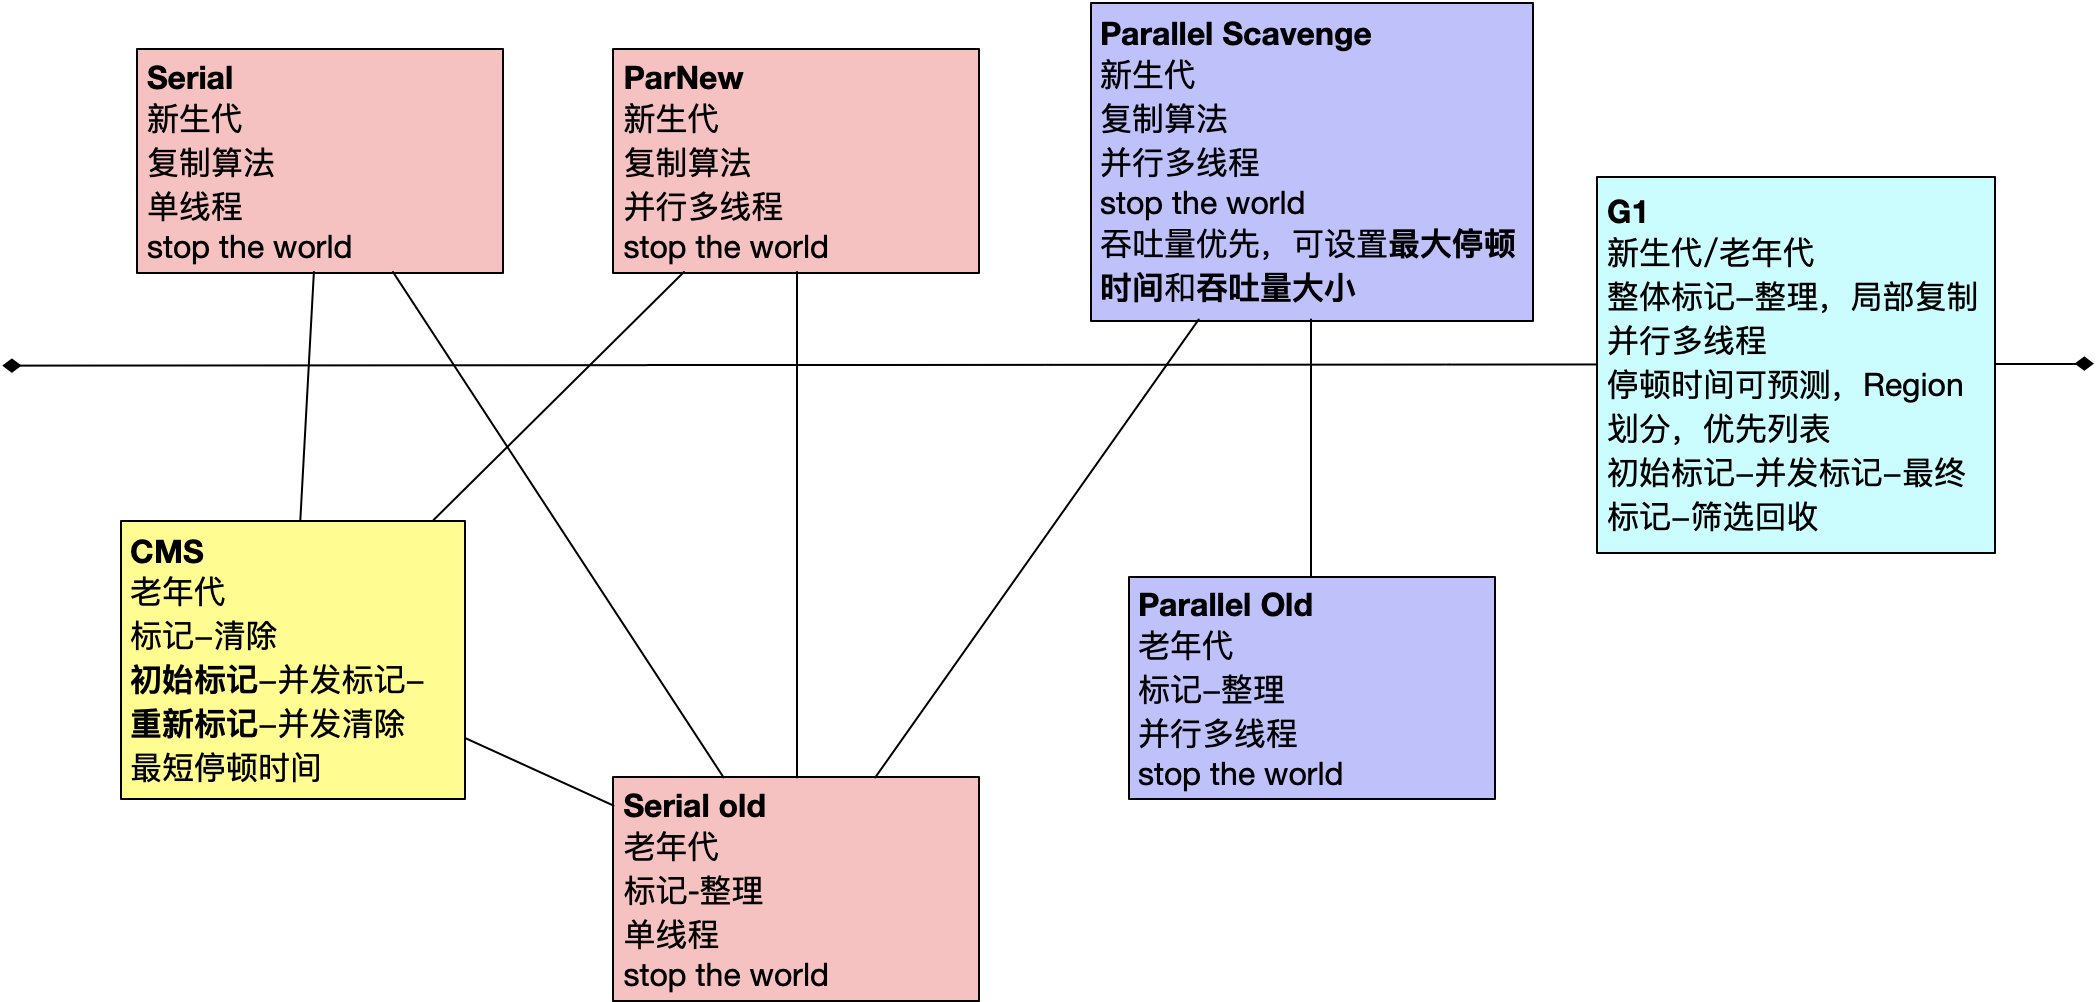 Serial
新生代
复制算法
单线程
stop the world
ParNew
新生代
复制算法
并行多线程
stop the world
Parallel Scavenge
新生代
复制算法
并行多线程
stop the world
吞吐量优先，可设置最大停顿
时间和吞吐量大小
G1
新生代/老年代
整体标记–整理，局部复制
并行多线程
停顿时间可预测，Region
划分，优先列表
初始标记–并发标记–最终
标记–筛选回收
CMS
老年代
标记–清除
初始标记–并发标记–
重新标记–并发清除
最短停顿时间
Serial old
老年代
标记-整理
单线程
stop the world
Parallel Old
老年代
标记–整理
并行多线程
stop the world